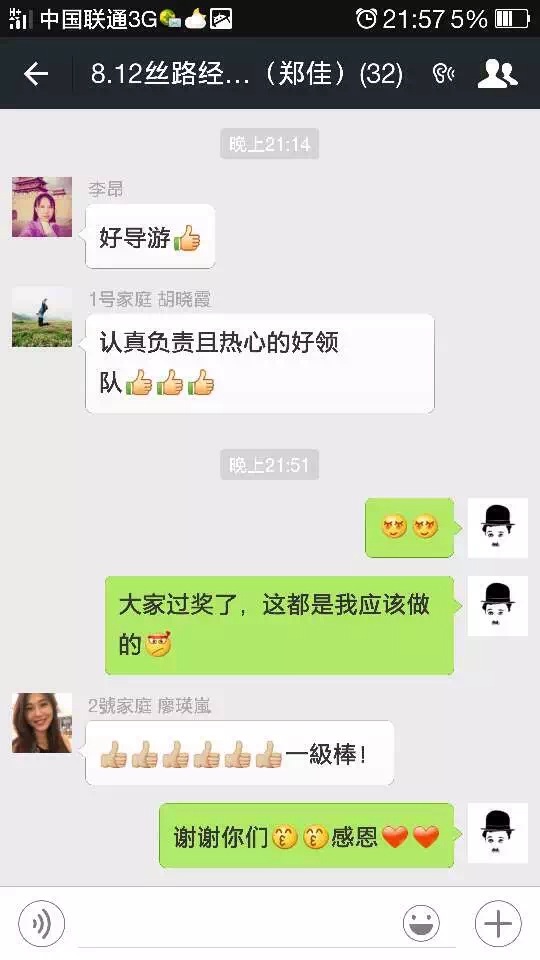 中国联通3G 21:57 5%
8.12丝路经...（郑佳）(32)
晚上21:14
李昂
好导游👍
1号家庭 胡晓霞
认真负责且热心的好领
队👍👍👍
晚上21:51
大家过奖了，这都是我应该做
的
2號家庭 廖瑛嵐
👍👍👍👍👍👍一級棒！
谢谢你们😙😙感恩❤❤